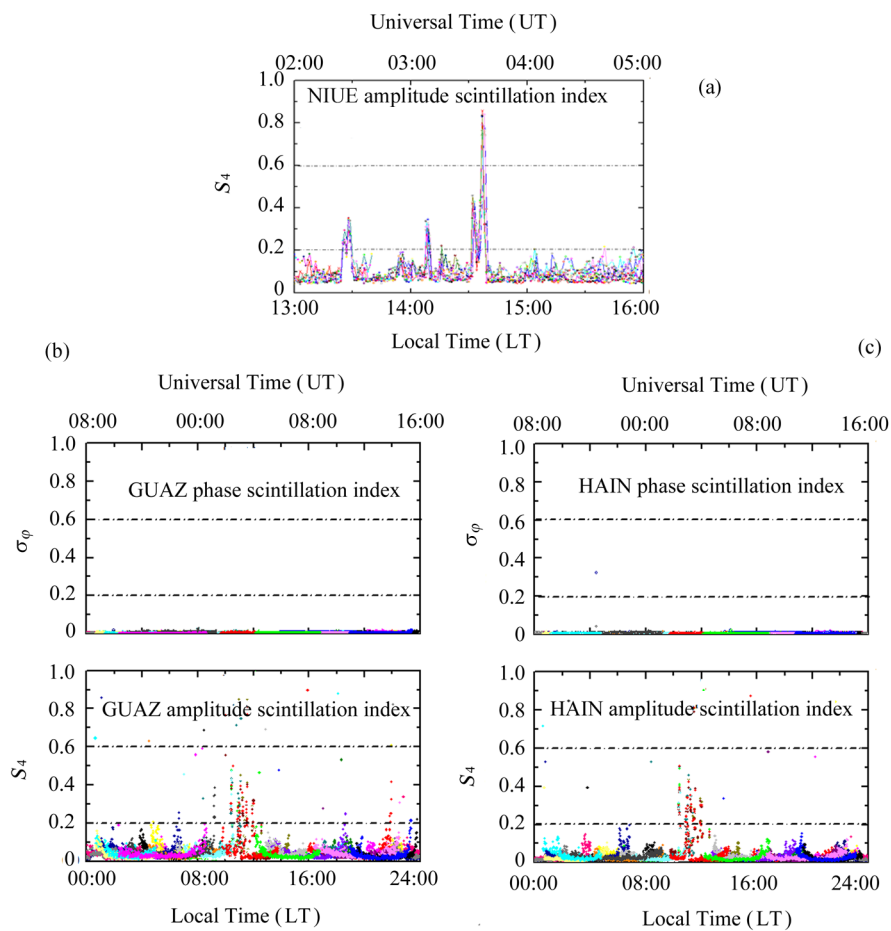 Universal Time (UT)
02:00 03:00 04:00 05:00
(a)
NIUE amplitude scintillation index
1.0
0.8
0.6
0.4
0.2
0
S4
13:00 14:00 15:00 16:00
Local Time (LT)
(b)
Universal Time (UT)
08:00 00:00 08:00 16:00
1.0
0.8
0.6
0.4
0.2
0
σφ
GUAZ phase scintillation index
1.0
0.8
0.6
0.4
0.2
0
S4
GUAZ amplitude scintillation index
00:00 08:00 16:00 24:00
Local Time (LT)
(c)
Universal Time (UT)
08:00 00:00 08:00 16:00
1.0
0.8
0.6
0.4
0.2
0
σφ
HAIN phase scintillation index
1.0
0.8
0.6
0.4
0.2
0
S4
HAIN amplitude scintillation index
00:00 08:00 16:00 24:00
Local Time (LT)